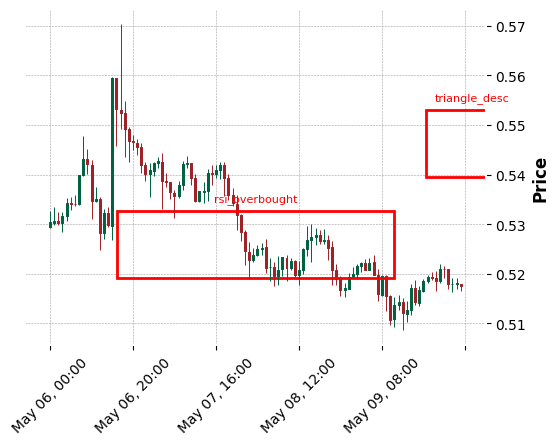 0.57
0.56
triangle_desc
0.55
0.54
rsi_overbought
0.53
0.52
0.51
Price
May 06, 00:00
May 06, 20:00
May 07, 16:00
May 08, 12:00
May 09, 08:00